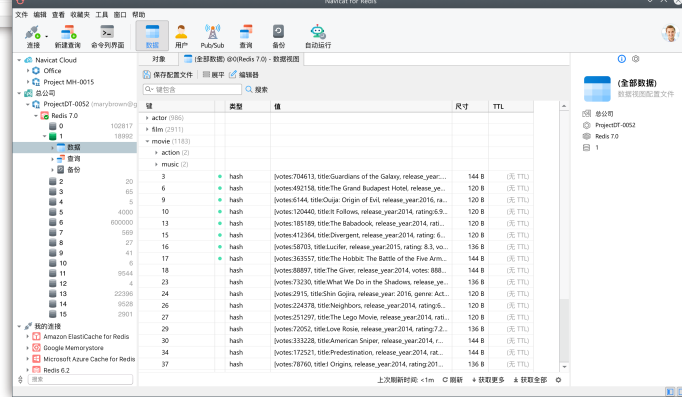 Navicat for Redis
文件 编辑 查看 收藏夹 工具 窗口 帮助
连接 新建查询 命令列界面 数据 用户 Pub/Sub 查询 备份 自动运行
Navicat Cloud
Office
Project MH-0015
总公司
ProjectDT-0052 (marybrown@g
Redis 7.0
0 102817
1 18992
数据
查询
备份
2 20
3 65
4 5
5 4000
6 600000
7 569
8 27
9 41
10 6
11 9544
12 4
13 22396
14 9528
15 2901
我的连接
Amazon ElastiCache for Redis
Google Memorystore
Microsoft Azure Cache for Redis
Redis 6.2
搜索
对象 (全部数据) @0(Redis 7.0) - 数据视图
保存配置文件 展平 编辑器
键包含 搜索
键 类型 值 尺寸 TTL
actor (986)
film (2911)
movie (1183)
action (2)
music (2)
3 hash [votes:704613, title:Guardians of the Galaxy, release_year:... 144 B (无 TTL)
6 hash [votes:492158, title:The Grand Budapest Hotel, release_ye... 120 B (无 TTL)
9 hash [votes:6144, title:Ouija: Origin of Evil, release_year:2016, ra... 120 B (无 TTL)
10 hash [votes:120440, title:It Follows, release_year:2014, rating:6.9... 120 B (无 TTL)
13 hash [votes:185189, title:The Babadook, release_year:2014, rati... 120 B (无 TTL)
15 hash [votes:412364, title:Divergent, release_year:2014, rating: 6... 120 B (无 TTL)
16 hash [votes:58703, title:Lucifer, release_year:2015, rating: 8.3, vo... 136 B (无 TTL)
17 hash [votes:363557, title:The Hobbit: The Battle of the Five Arm... 144 B (无 TTL)
18 hash [votes:88897, title:The Giver, release_year:2014, votes: 888... 144 B (无 TTL)
23 hash [votes:73230, title:What We Do in the Shadows, release_ye... 136 B (无 TTL)
24 hash [votes:2915, title:Shin Gojira, release_year: 2016, genre: Act... 120 B (无 TTL)
26 hash [votes:224378, title:Neighbors, release_year:2014, rating:6... 120 B (无 TTL)
27 hash [votes:251297, title:The Lego Movie, release_year:2014, rati... 120 B (无 TTL)
29 hash [votes:72052, title:Love Rosie, release_year:2014, rating:7.2... 136 B (无 TTL)
30 hash [votes:333228, title:American Sniper, release_year:2014, r... 144 B (无 TTL)
34 hash [votes:172521, title:Predestination, release_year:2014, rat... 144 B (无 TTL)
37 hash [votes:78760, title:I Origins, release_year:2014, rating:201... 136 B (无 TTL)
上次刷新时间: <1m 刷新 获取更多 获取全部
(全部数据)
数据视图配置文件
总公司
ProjectDT-0052
Redis 7.0
1